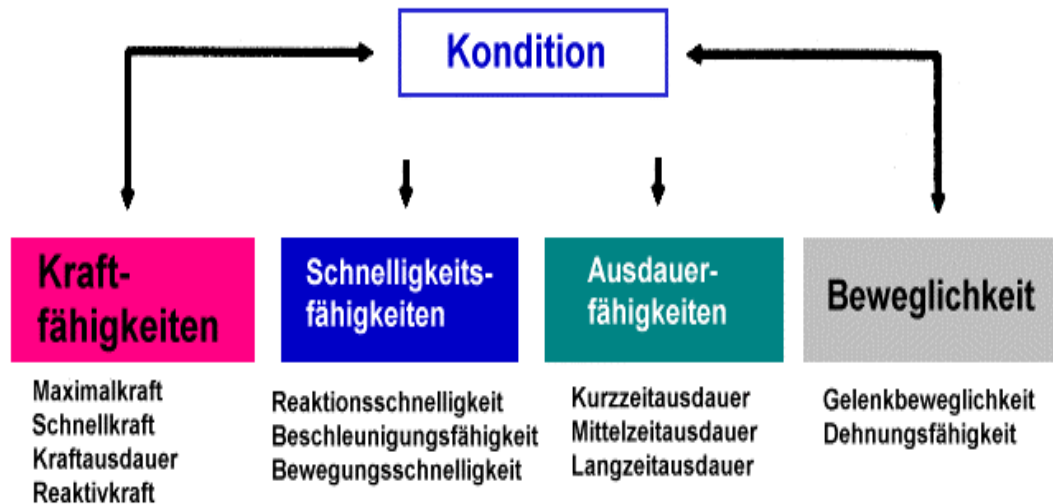 Kondition
Kraft-
fähigkeiten
Maximalkraft
Schnellkraft
Kraftausdauer
Reaktivkraft
Schnelligkeits-
fähigkeiten
Reaktionsschnelligkeit
Beschleunigungsfähigkeit
Bewegungsschnelligkeit
Ausdauer-
fähigkeiten
Kurzzeitausdauer
Mittelzeitausdauer
Langzeitausdauer
Beweglichkeit
Gelenkbeweglichkeit
Dehnungsfähigkeit